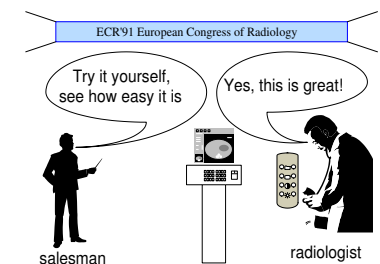 ECR'91 European Congress of Radiology
Try it yourself,
see how easy it is
Yes, this is great!
salesman
radiologist